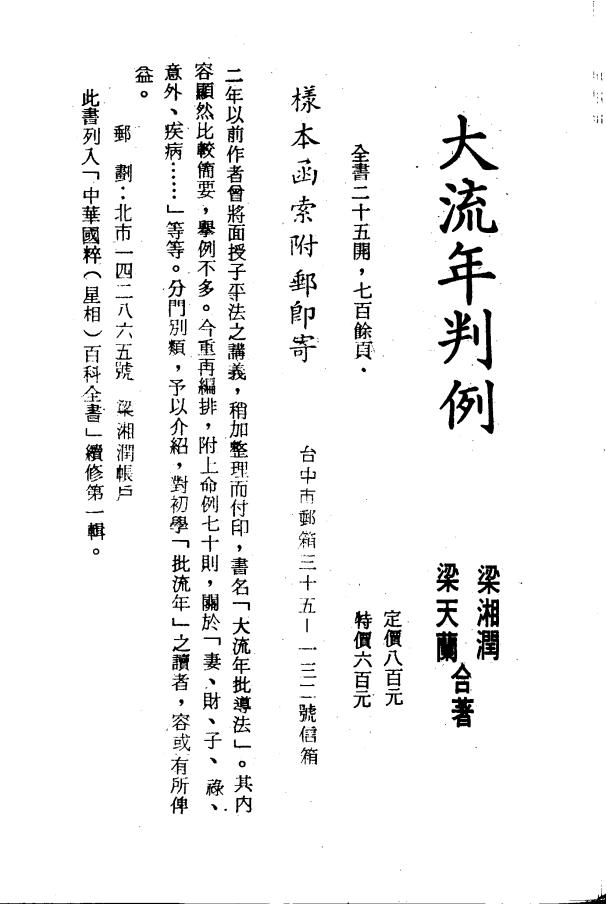 大流年判例
梁湘潤
梁天蘭
合著
全書二十五開，七百餘頁．
定價八百元
特價六百元
樣本函索附郵即寄
台中市郵箱三十五－一三二號信箱
二年以前作者曾將面授子平法之講義，稍加整理而付印，書名「大流年批導法」。其內
容顯然比較簡要，舉例不多。今重再編排，附上命例七十則，關於「妻、財、子、祿、
意外、疾病……」等等。分門別類，予以介紹，對初學「批流年」之讀者，容或有所俾
益。
郵　劃：北市一四二八六五號　梁湘潤帳戶
此書列入「中華國粹（星相）百科全書」續修第一輯。